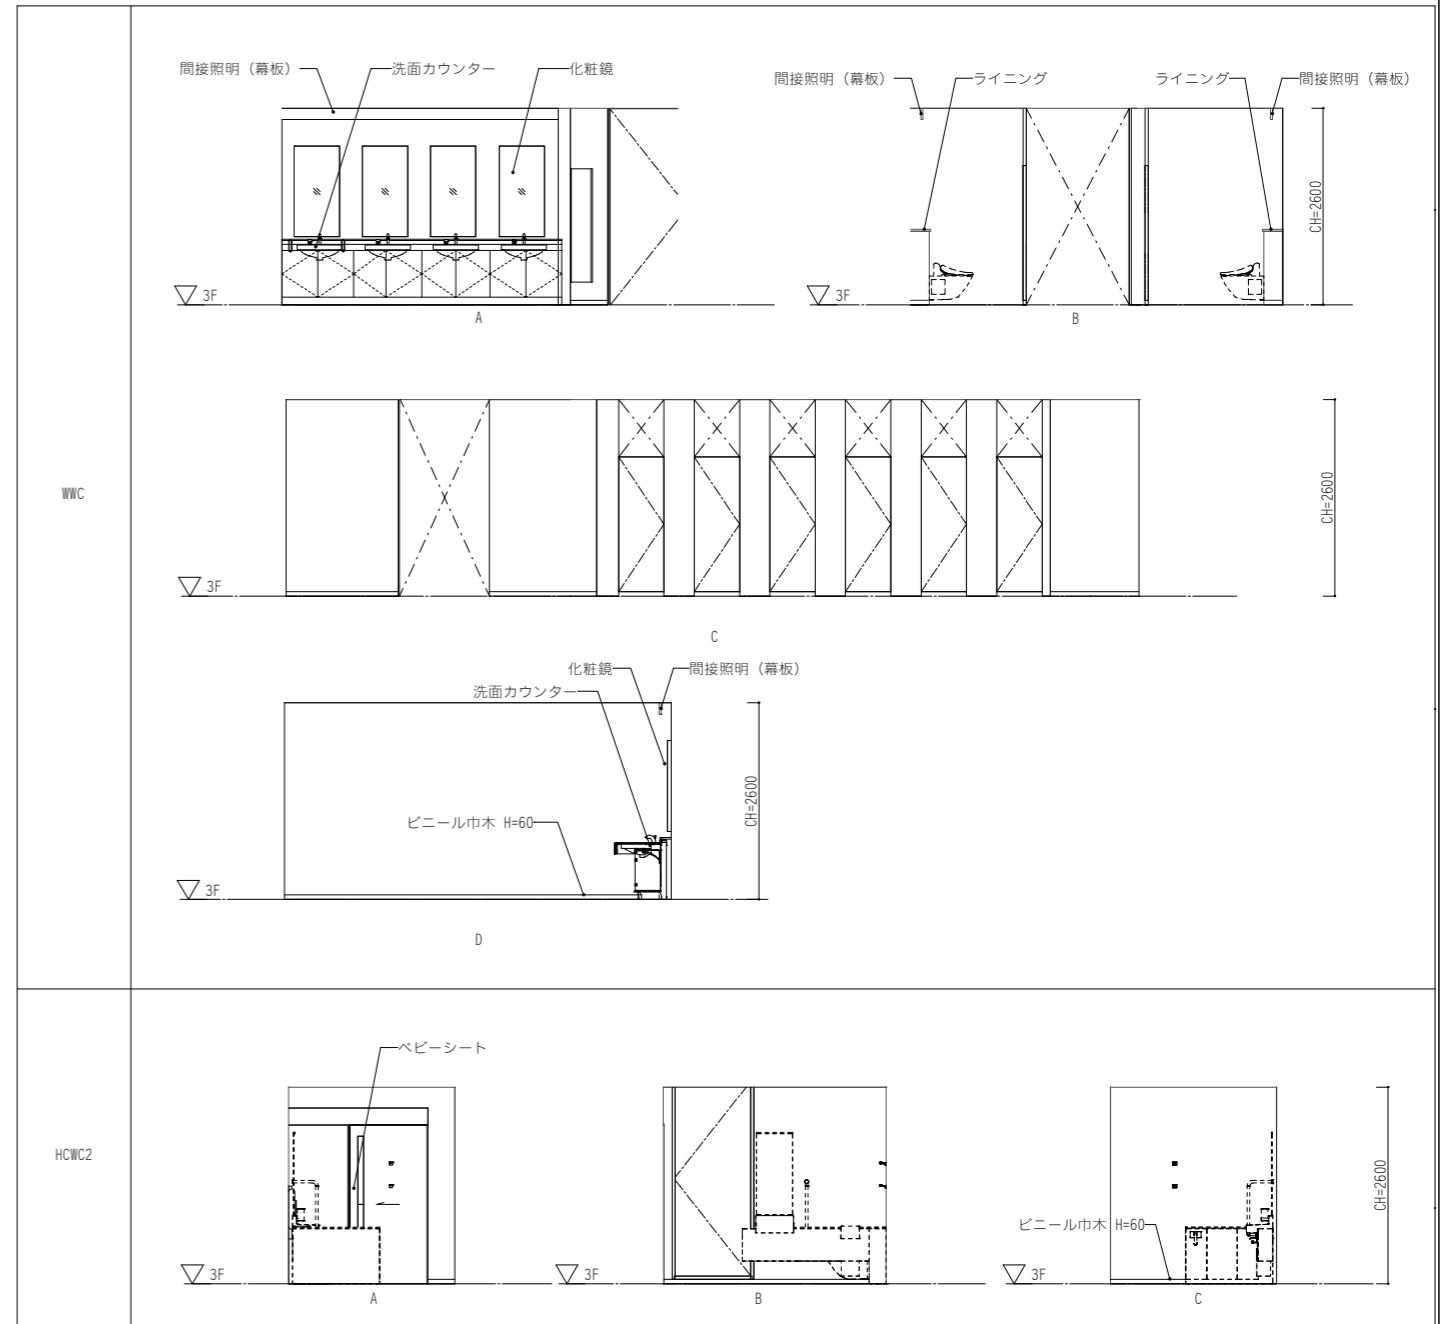 間接照明（幕板）
洗面カウンター
化粧鏡
3F
A
間接照明（幕板）
ライニング
ライニング
間接照明（幕板）
CH=2600
3F
B
WWC
CH=2600
3F
C
化粧鏡
間接照明（幕板）
洗面カウンター
ビニール巾木 H=60
CH=2600
3F
D
HCWC2
ベビーシート
3F
A
3F
B
ビニール巾木 H=60
CH=2600
3F
C